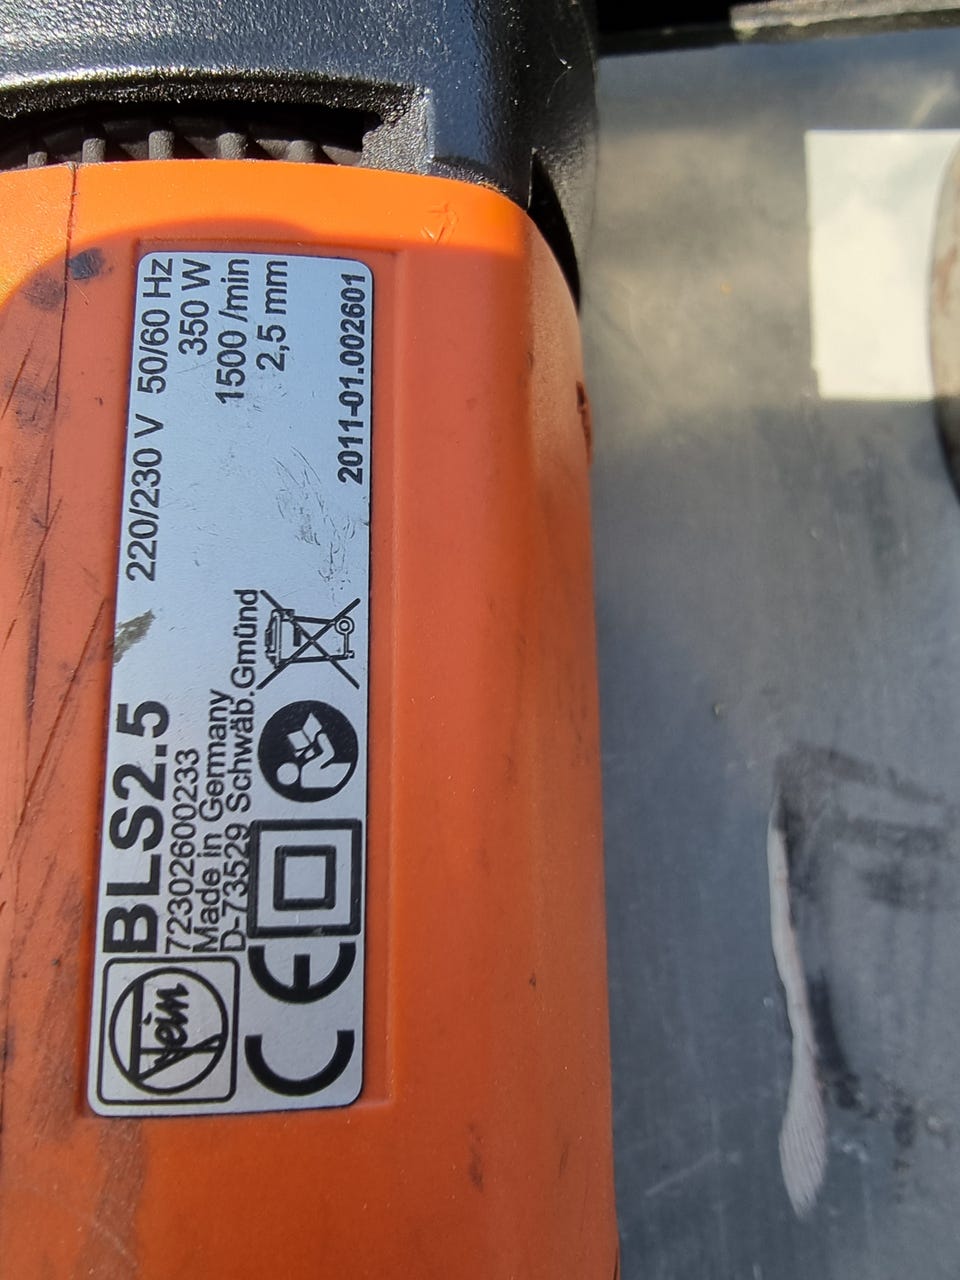 Fein
BLS2.5
72302600233
Made in Germany
D-73529 Schwäb.Gmünd
CE
220/230 V 50/60 Hz
350 W
1500 /min
2,5 mm
2011-01.002601